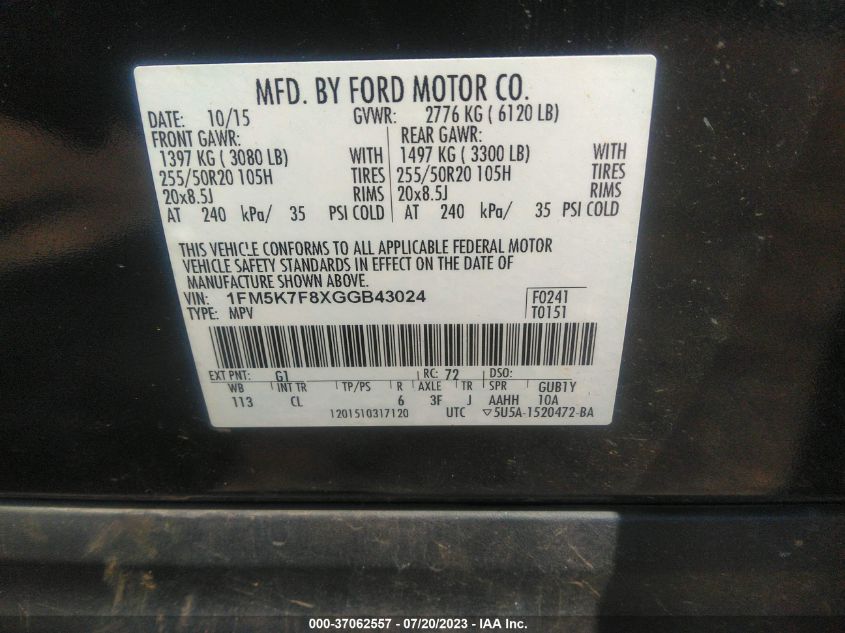 MFD. BY FORD MOTOR CO.
DATE: 10/15 GVWR: 2776 KG ( 6120 LB)
FRONT GAWR: REAR GAWR:
1397 KG ( 3080 LB) WITH 1497 KG ( 3300 LB) WITH
255/50R20 105H TIRES 255/50R20 105H TIRES
20x8.5J RIMS 20x8.5J RIMS
AT 240 kPa/ 35 PSI COLD AT 240 kPa/ 35 PSI COLD
THIS VEHICLE CONFORMS TO ALL APPLICABLE FEDERAL MOTOR
VEHICLE SAFETY STANDARDS IN EFFECT ON THE DATE OF
MANUFACTURE SHOWN ABOVE.
VIN: 1FM5K7F8XGGB43024 F0241
TYPE: MPV T0151
EXT PNT: G1 RC: 72 DSO:
WB INT TR TP/PS R AXLE TR SPR GUB1Y
113 CL 6 3F J AAHH 10A
1201510317120 UTC ▽5U5A-1520472-BA
(stock) 00-37062557 // 07/20/2023 // IAA Inc.